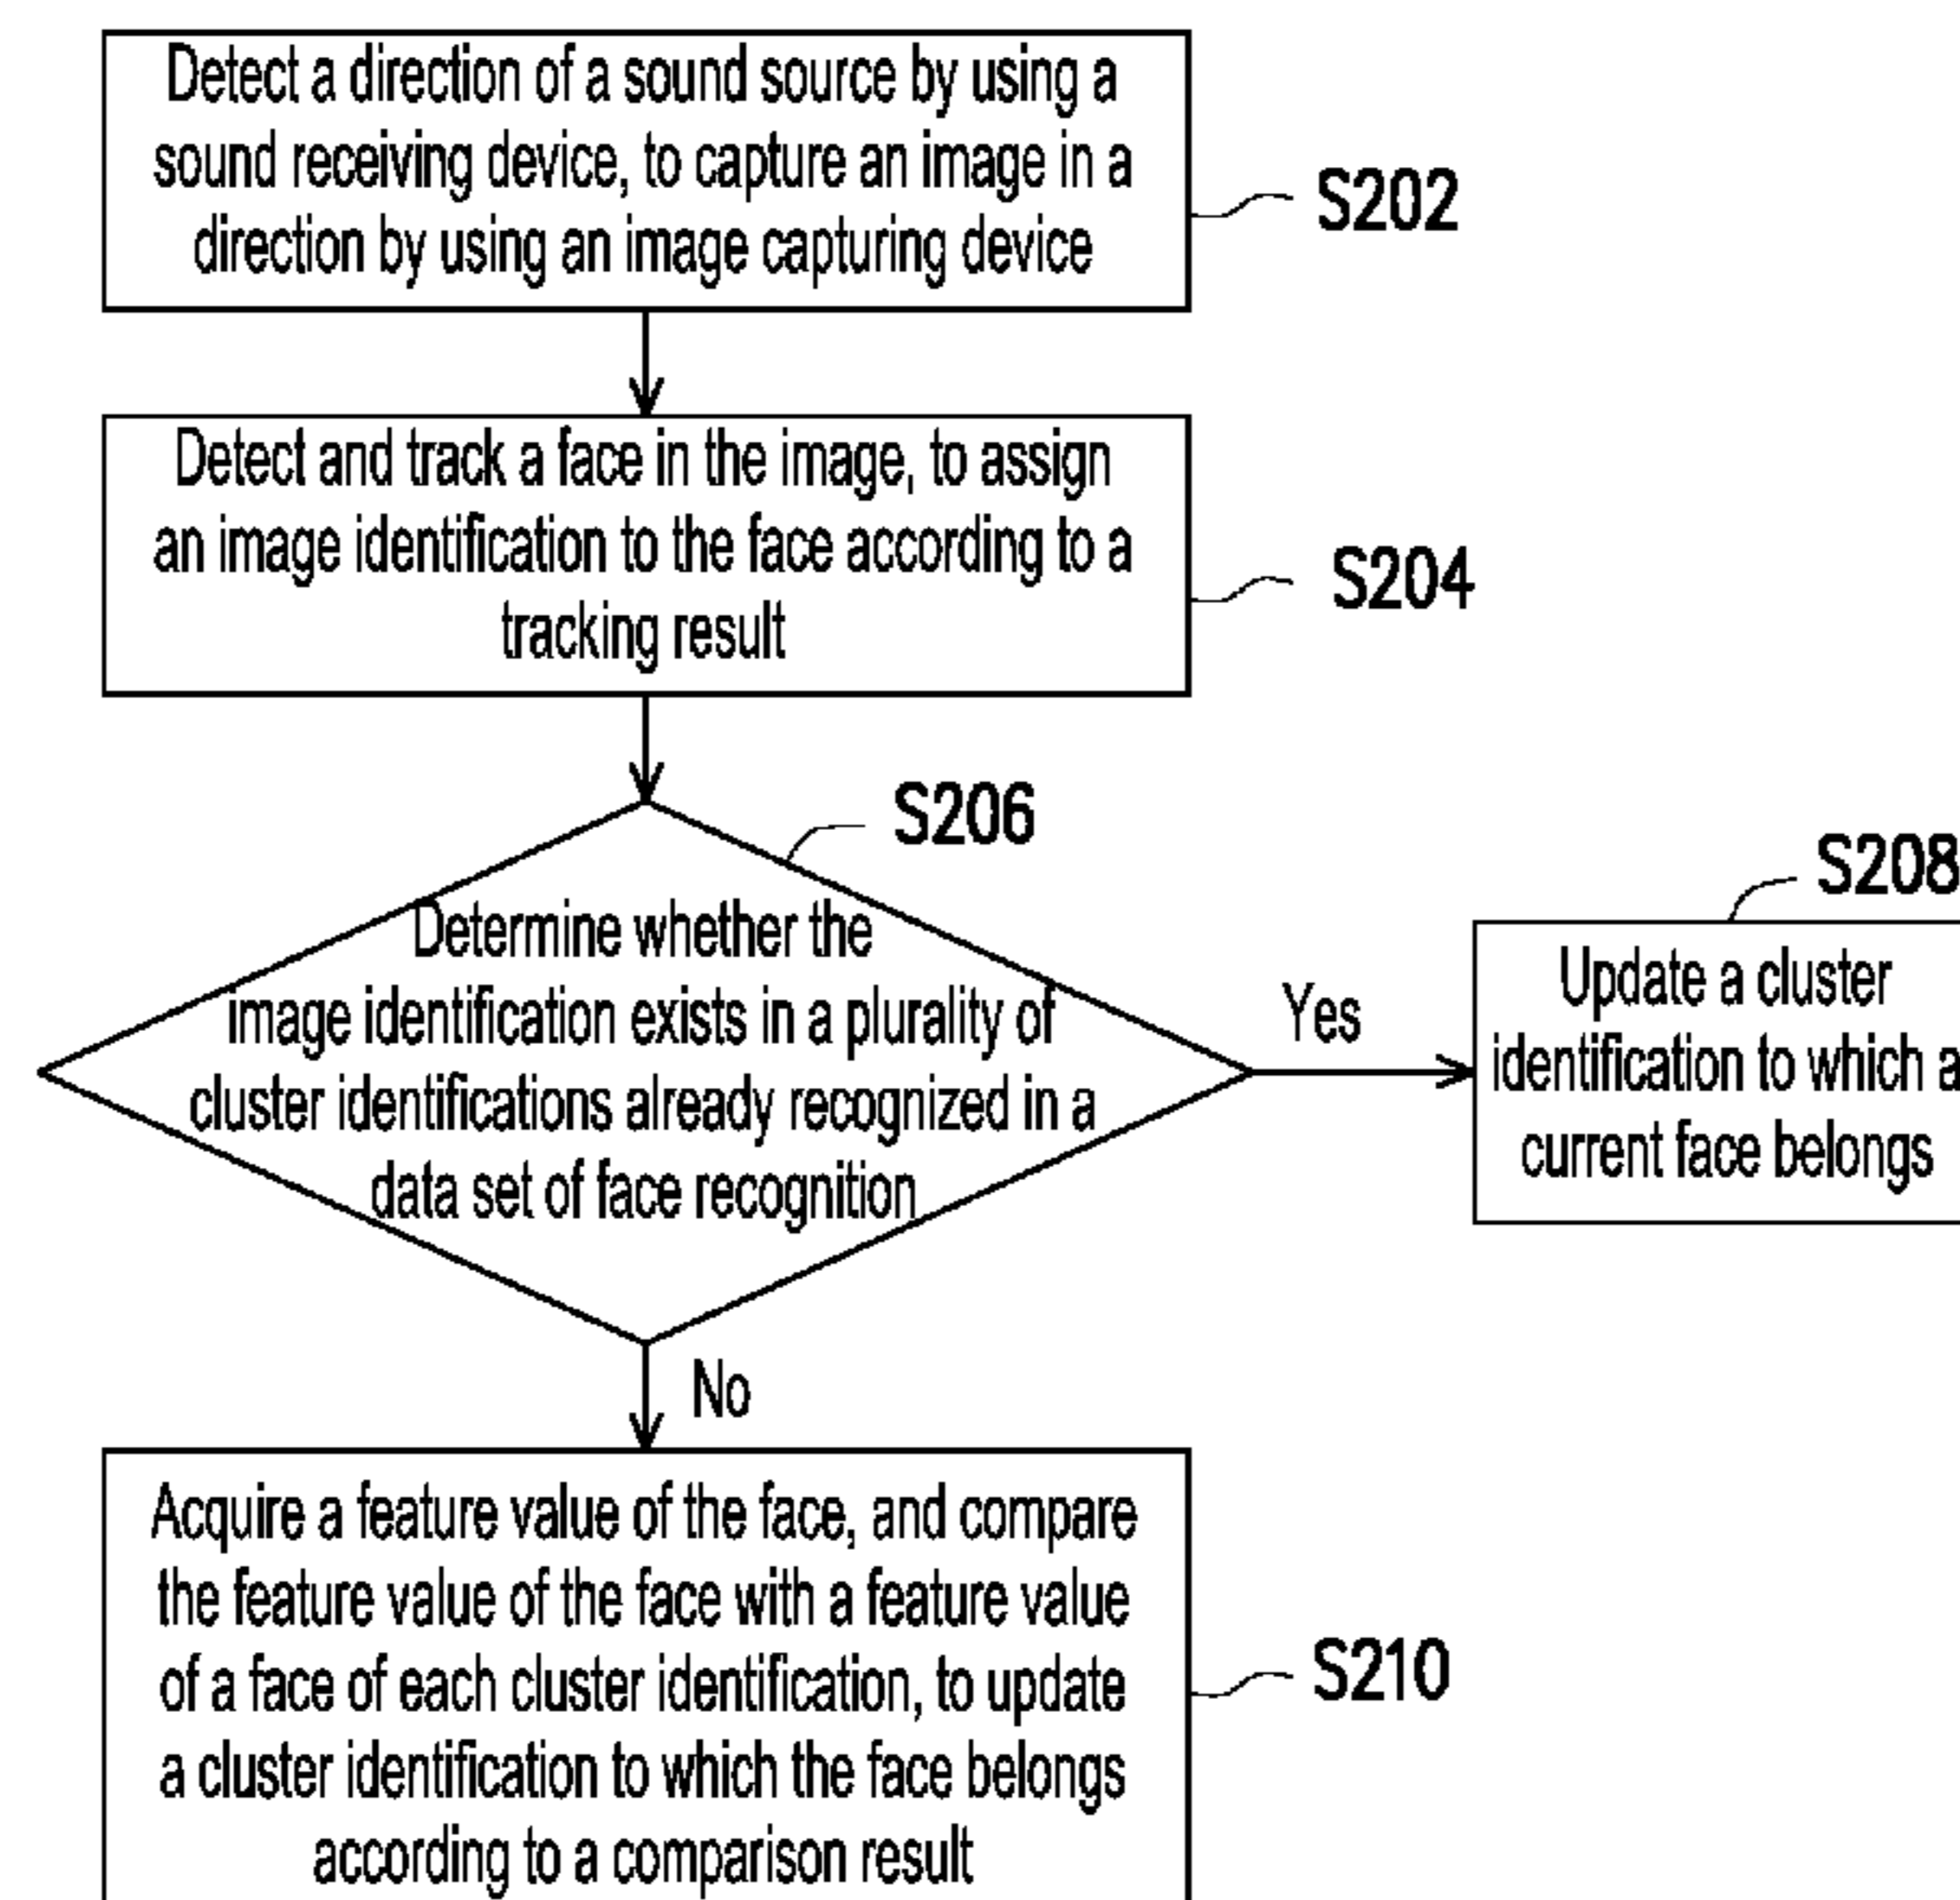 Detect a direction of a sound source by using a
sound receiving device, to capture an image in a
direction by using an image capturing device
S202
Detect and track a face in the image, to assign
an image identification to the face according to a
tracking result
S204
S206
Determine whether the
image identification exists in a plurality of
cluster identifications already recognized in a
data set of face recognition
Yes
S208
Update a cluster
identification to which a
current face belongs
No
Acquire a feature value of the face, and compare
the feature value of the face with a feature value
of a face of each cluster identification, to update
a cluster identification to which the face belongs
according to a comparison result
S210